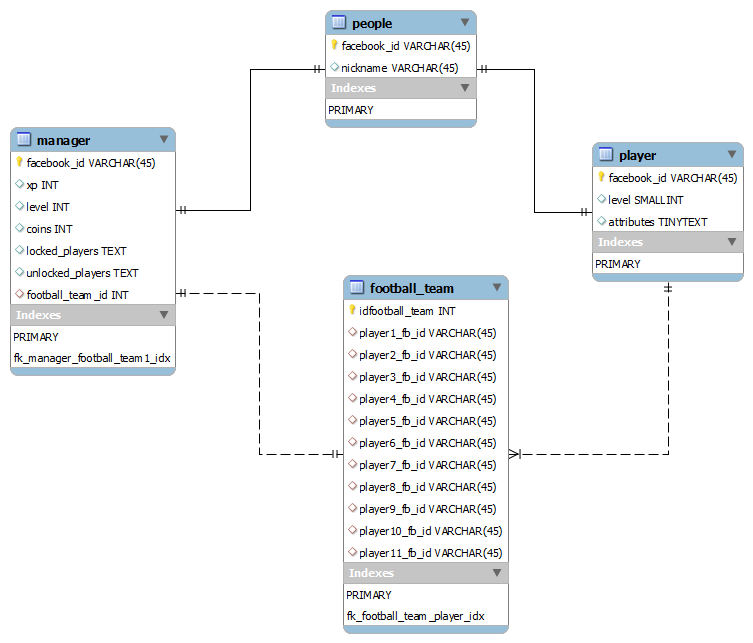 people
facebook_id VARCHAR(45)
nickname VARCHAR(45)
Indexes
PRIMARY
manager
facebook_id VARCHAR(45)
xp INT
level INT
coins INT
locked_players TEXT
unlocked_players TEXT
football_team_id INT
Indexes
PRIMARY
fk_manager_football_team1_idx
player
facebook_id VARCHAR(45)
level SMALLINT
attributes TINYTEXT
Indexes
PRIMARY
football_team
idfootball_team INT
player1_fb_id VARCHAR(45)
player2_fb_id VARCHAR(45)
player3_fb_id VARCHAR(45)
player4_fb_id VARCHAR(45)
player5_fb_id VARCHAR(45)
player6_fb_id VARCHAR(45)
player7_fb_id VARCHAR(45)
player8_fb_id VARCHAR(45)
player9_fb_id VARCHAR(45)
player10_fb_id VARCHAR(45)
player11_fb_id VARCHAR(45)
Indexes
PRIMARY
fk_football_team_player_idx